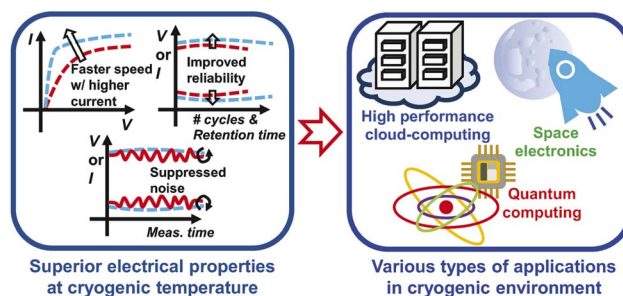 I
Faster speed
w/ higher
current
V
V
or
I
Improved
reliability
# cycles &
Retention time
V
or
I
Suppressed
noise
Meas. time
Superior electrical properties
at cryogenic temperature
High performance
cloud-computing
Space
electronics
Quantum
computing
Various types of applications
in cryogenic environment